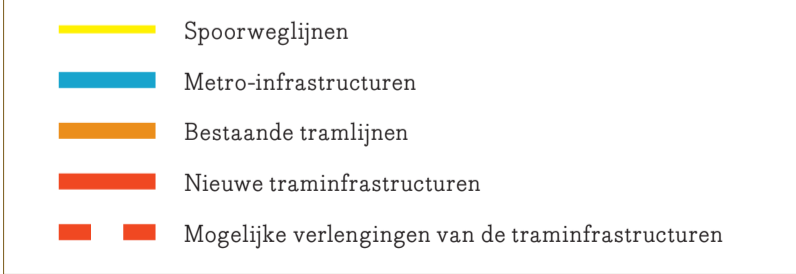 Spoorweglijnen
Metro-infrastructuren
Bestaande tramlijnen
Nieuwe traminfrastructuren
Mogelijke verlengingen van de traminfrastructuren